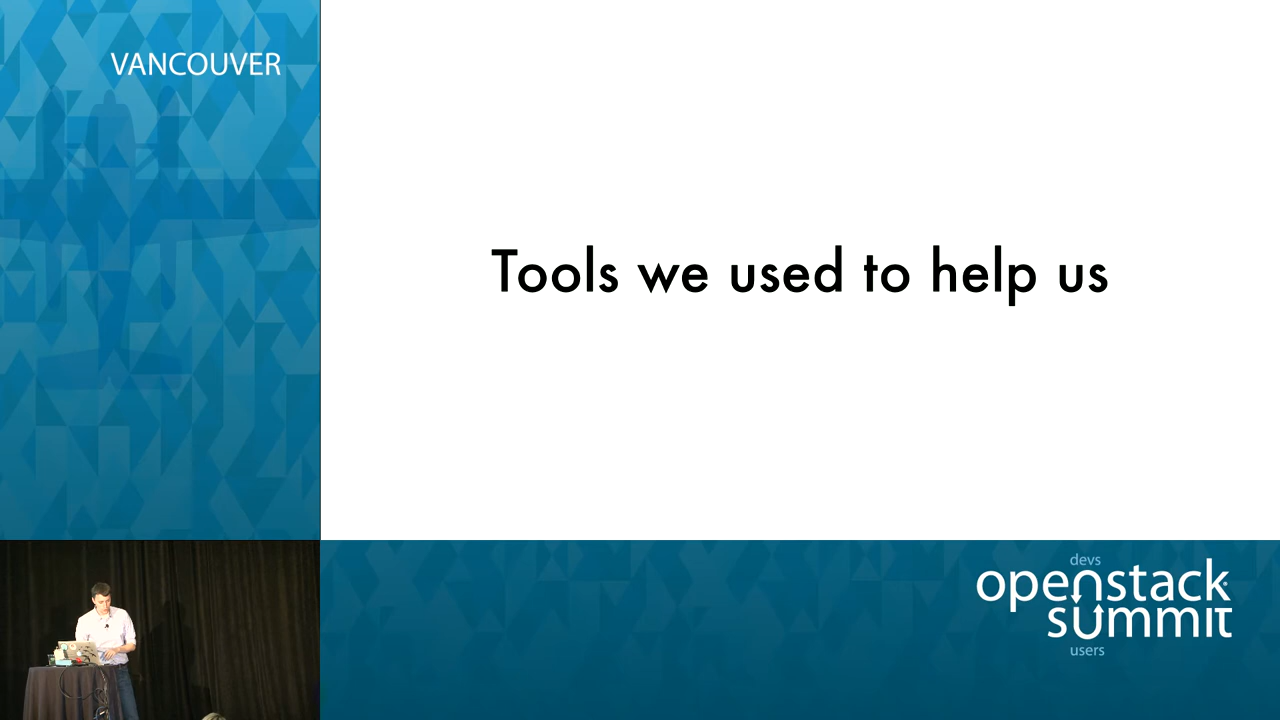 VANCOUVER
Tools we used to help us
devs
openstack
summit
users